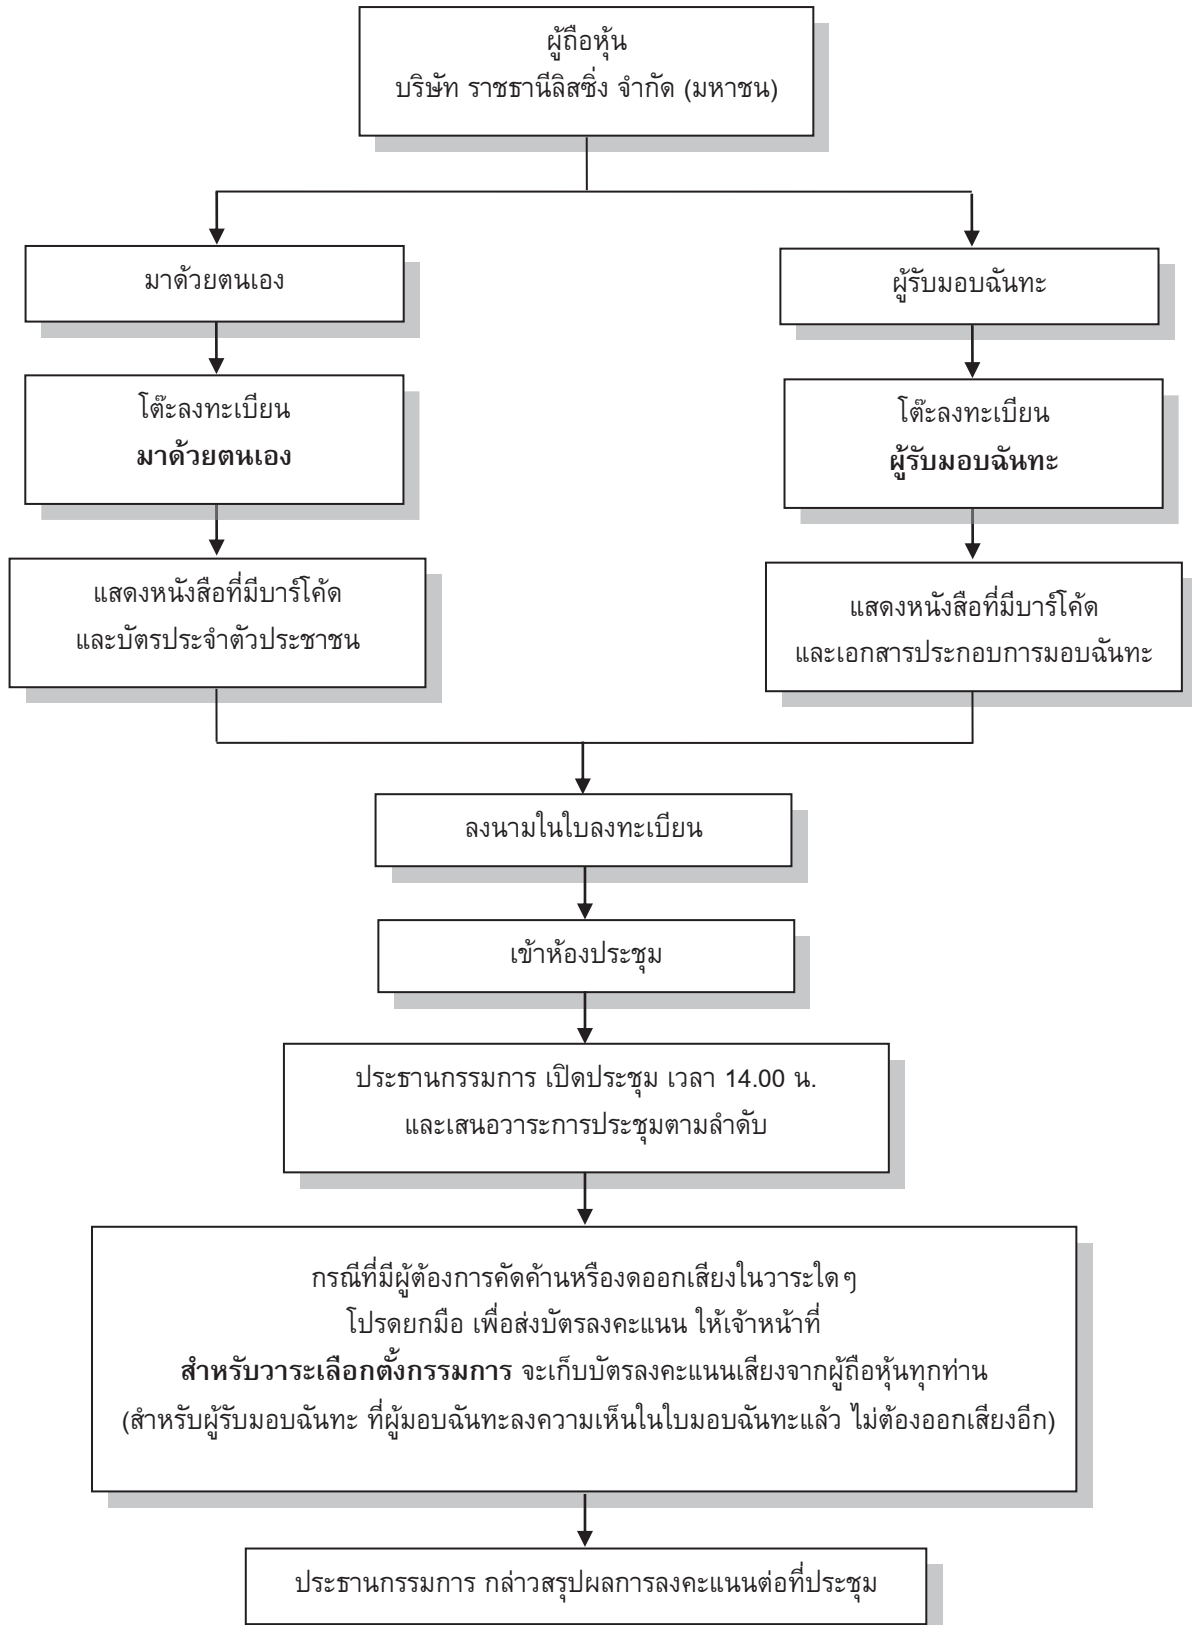 ผู้ถือหุ้น
บริษัท ราชธานีลิสซิ่ง จำกัด (มหาชน)
มาด้วยตนเอง
ผู้รับมอบฉันทะ
โต๊ะลงทะเบียน
มาด้วยตนเอง
โต๊ะลงทะเบียน
ผู้รับมอบฉันทะ
แสดงหนังสือที่มีบาร์โค้ด
และบัตรประจำตัวประชาชน
แสดงหนังสือที่มีบาร์โค้ด
และเอกสารประกอบการมอบฉันทะ
ลงนามในใบลงทะเบียน
เข้าห้องประชุม
ประธานกรรมการ เปิดประชุม เวลา 14.00 น.
และเสนอวาระการประชุมตามลำดับ
กรณีที่มีผู้ต้องการคัดค้านหรืองดออกเสียงในวาระใดๆ
โปรดยกมือ เพื่อส่งบัตรลงคะแนน ให้เจ้าหน้าที่
สำหรับวาระเลือกตั้งกรรมการ จะเก็บบัตรลงคะแนนเสียงจากผู้ถือหุ้นทุกท่าน
(สำหรับผู้รับมอบฉันทะ ที่ผู้มอบฉันทะลงความเห็นในใบมอบฉันทะแล้ว ไม่ต้องออกเสียงอีก)
ประธานกรรมการ กล่าวสรุปผลการลงคะแนนต่อที่ประชุม